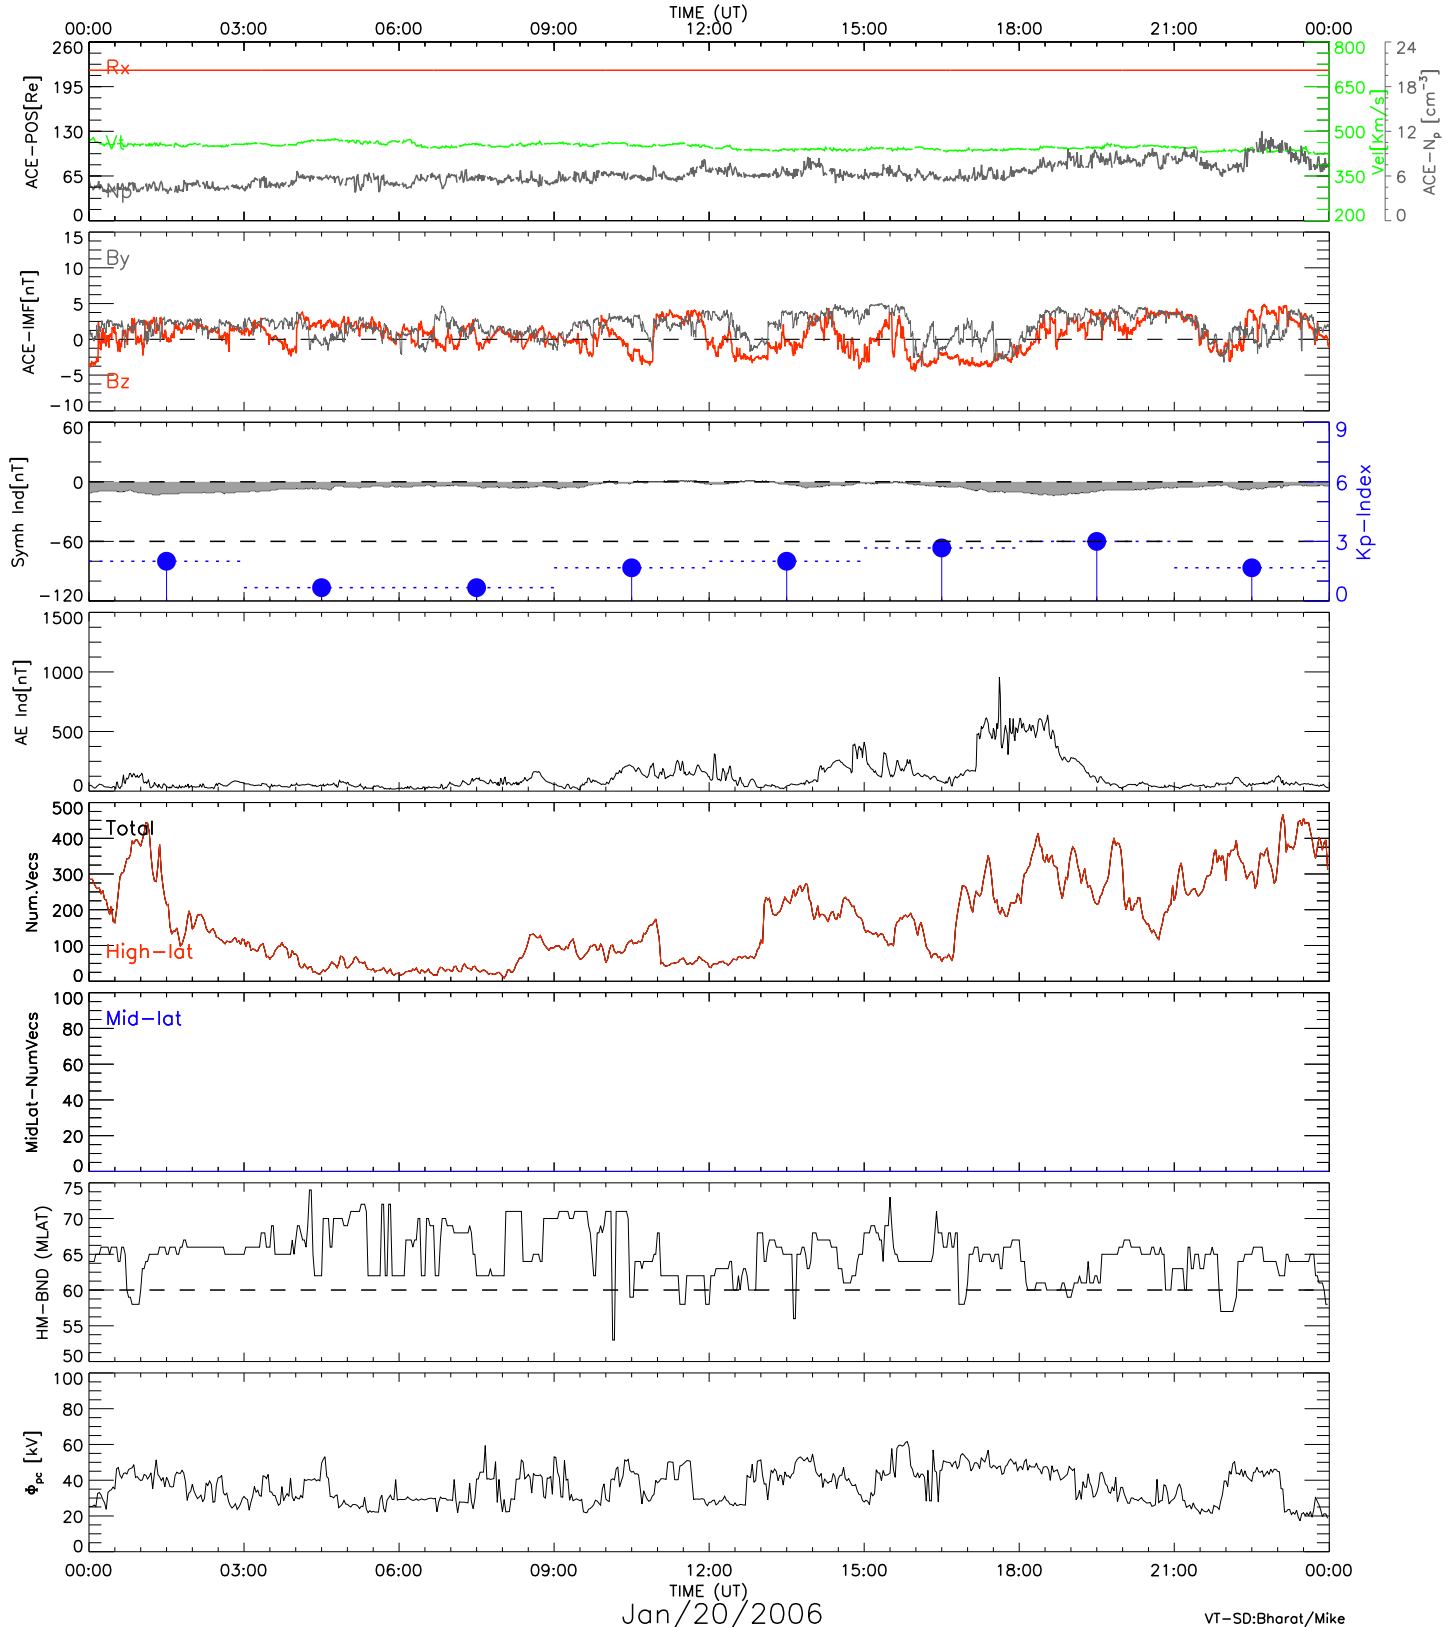 TIME (UT)
00:00 03:00 06:00 09:00 12:00 15:00 18:00 21:00 00:00
ACE-POS[Re]
260
195
130
65
0
Rx
Vt
Np
800
650
500
350
200
Vel[Km/s]
24
18
12
6
0
ACE-Np [cm-3]
ACE-IMF[nT]
15
10
5
0
-5
-10
By
Bz
Symh Ind[nT]
60
0
-60
-120
9
6
3
0
Kp-Index
AE Ind[nT]
1500
1000
500
0
Num.Vecs
500
400
300
200
100
0
Total
High-lat
MidLat-NumVecs
100
80
60
40
20
0
Mid-lat
HM-BND (MLAT)
75
70
65
60
55
50
Φpc [kV]
100
80
60
40
20
0
00:00 03:00 06:00 09:00 12:00 15:00 18:00 21:00 00:00
TIME (UT)
Jan/20/2006
VT-SD:Bharat/Mike